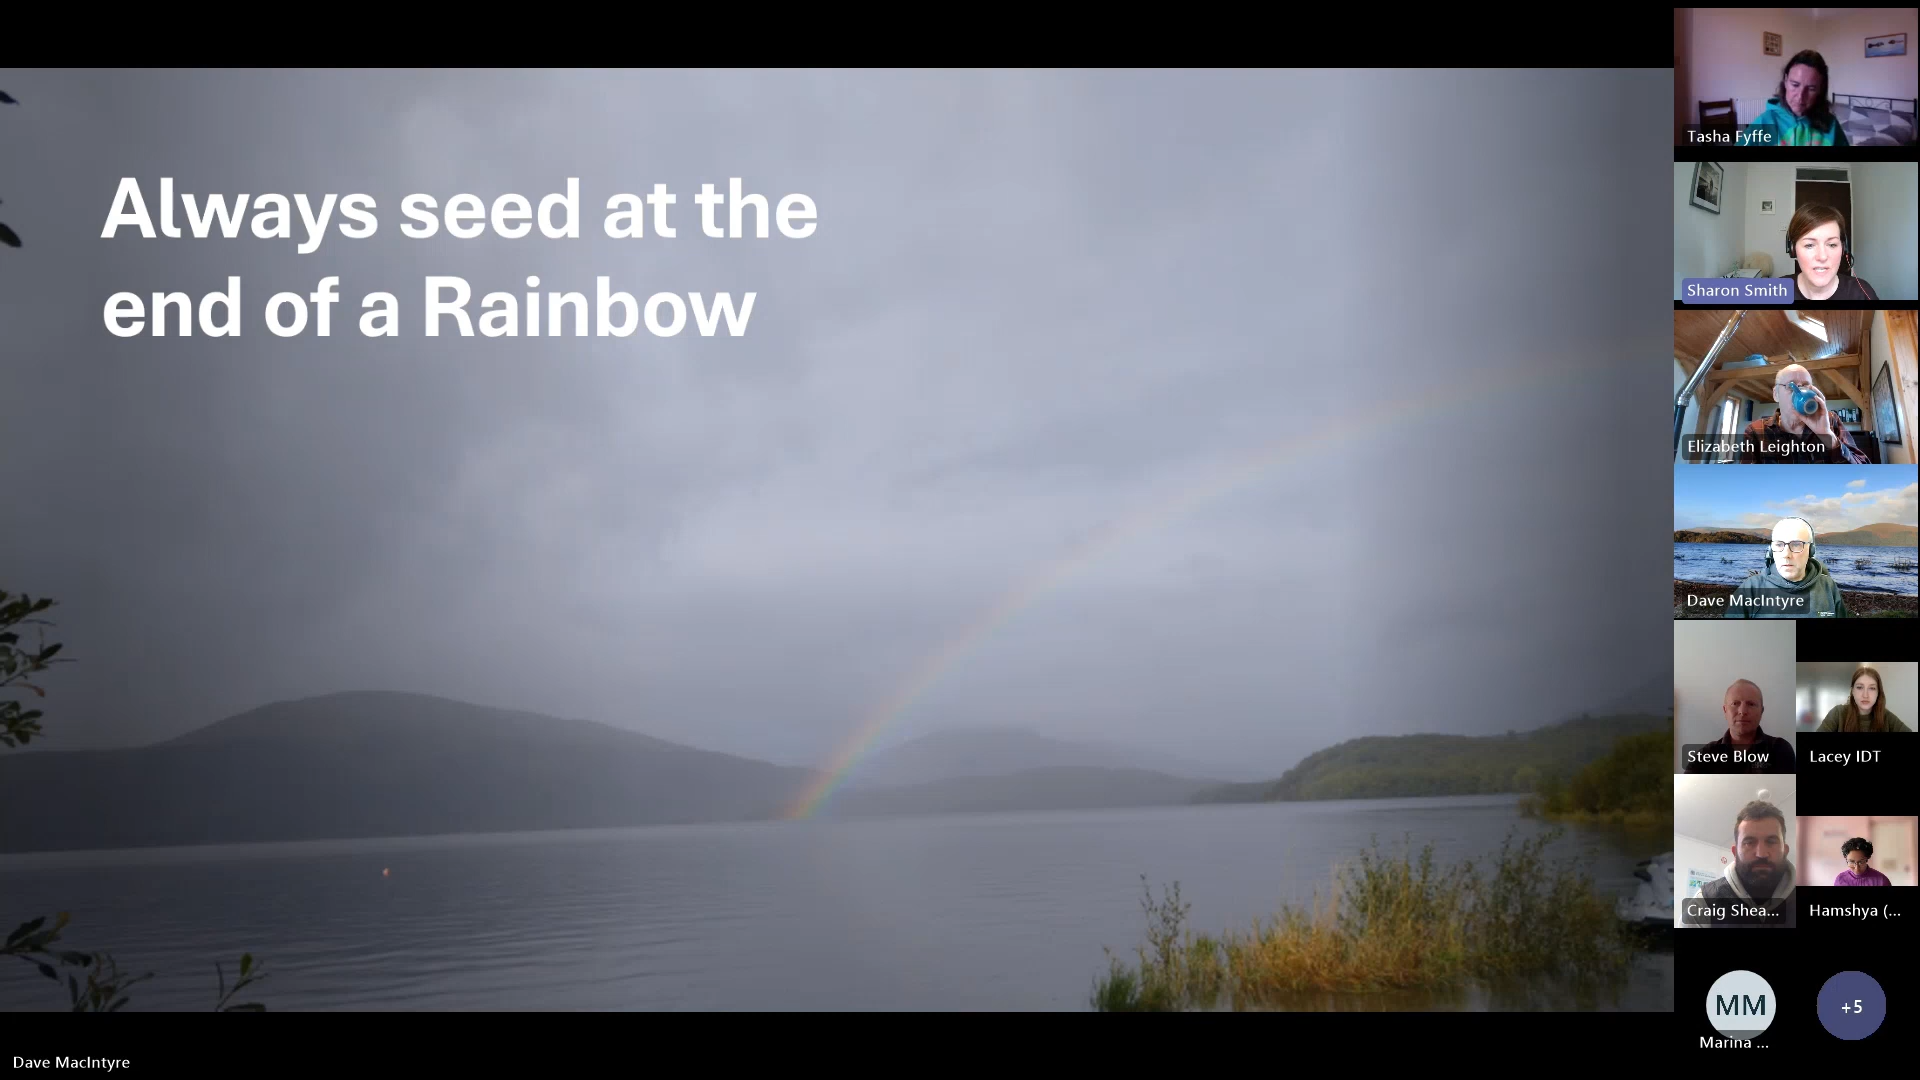 Always seed at the
end of a Rainbow
Tasha Fyffe
Sharon Smith
Elizabeth Leighton
Dave MacIntyre
Steve Blow
Lacey IDT
Craig Shea...
Hamshya (...
MM
+5
Marina ...
Dave MacIntyre